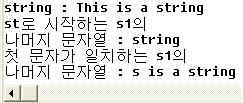 string : This is a string
st로 시작하는 s1의
나머지 문자열 : string
첫 문자가 일치하는 s1의
나머지 문자열 : s is a string